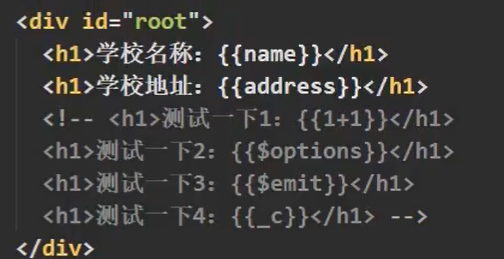 <div id="root">
<h1>学校名称：{{name}}</h1>
<h1>学校地址：{{address}}</h1>
<!-- <h1>测试一下1：{{1+1}}</h1>
<h1>测试一下2：{{$options}}</h1>
<h1>测试一下3：{{$emit}}</h1>
<h1>测试一下4：{{_c}}</h1> -->
</div>